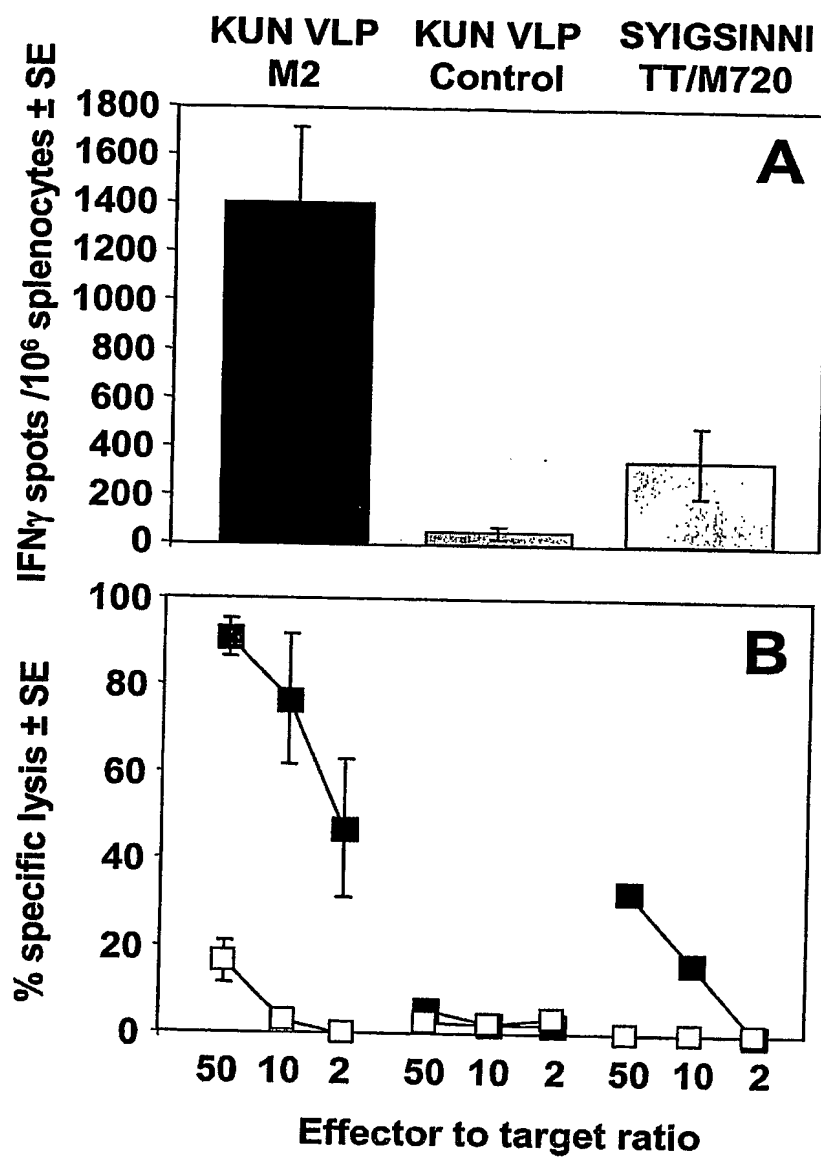 KUN VLP M2
KUN VLP Control
SYIGSINNI TT/M720
IFNγ spots /10⁶ splenocytes ± SE
1800
1600
1400
1200
1000
800
600
400
200
0
A
% specific lysis ± SE
100
80
60
40
20
0
B
50 10 2 50 10 2 50 10 2
Effector to target ratio